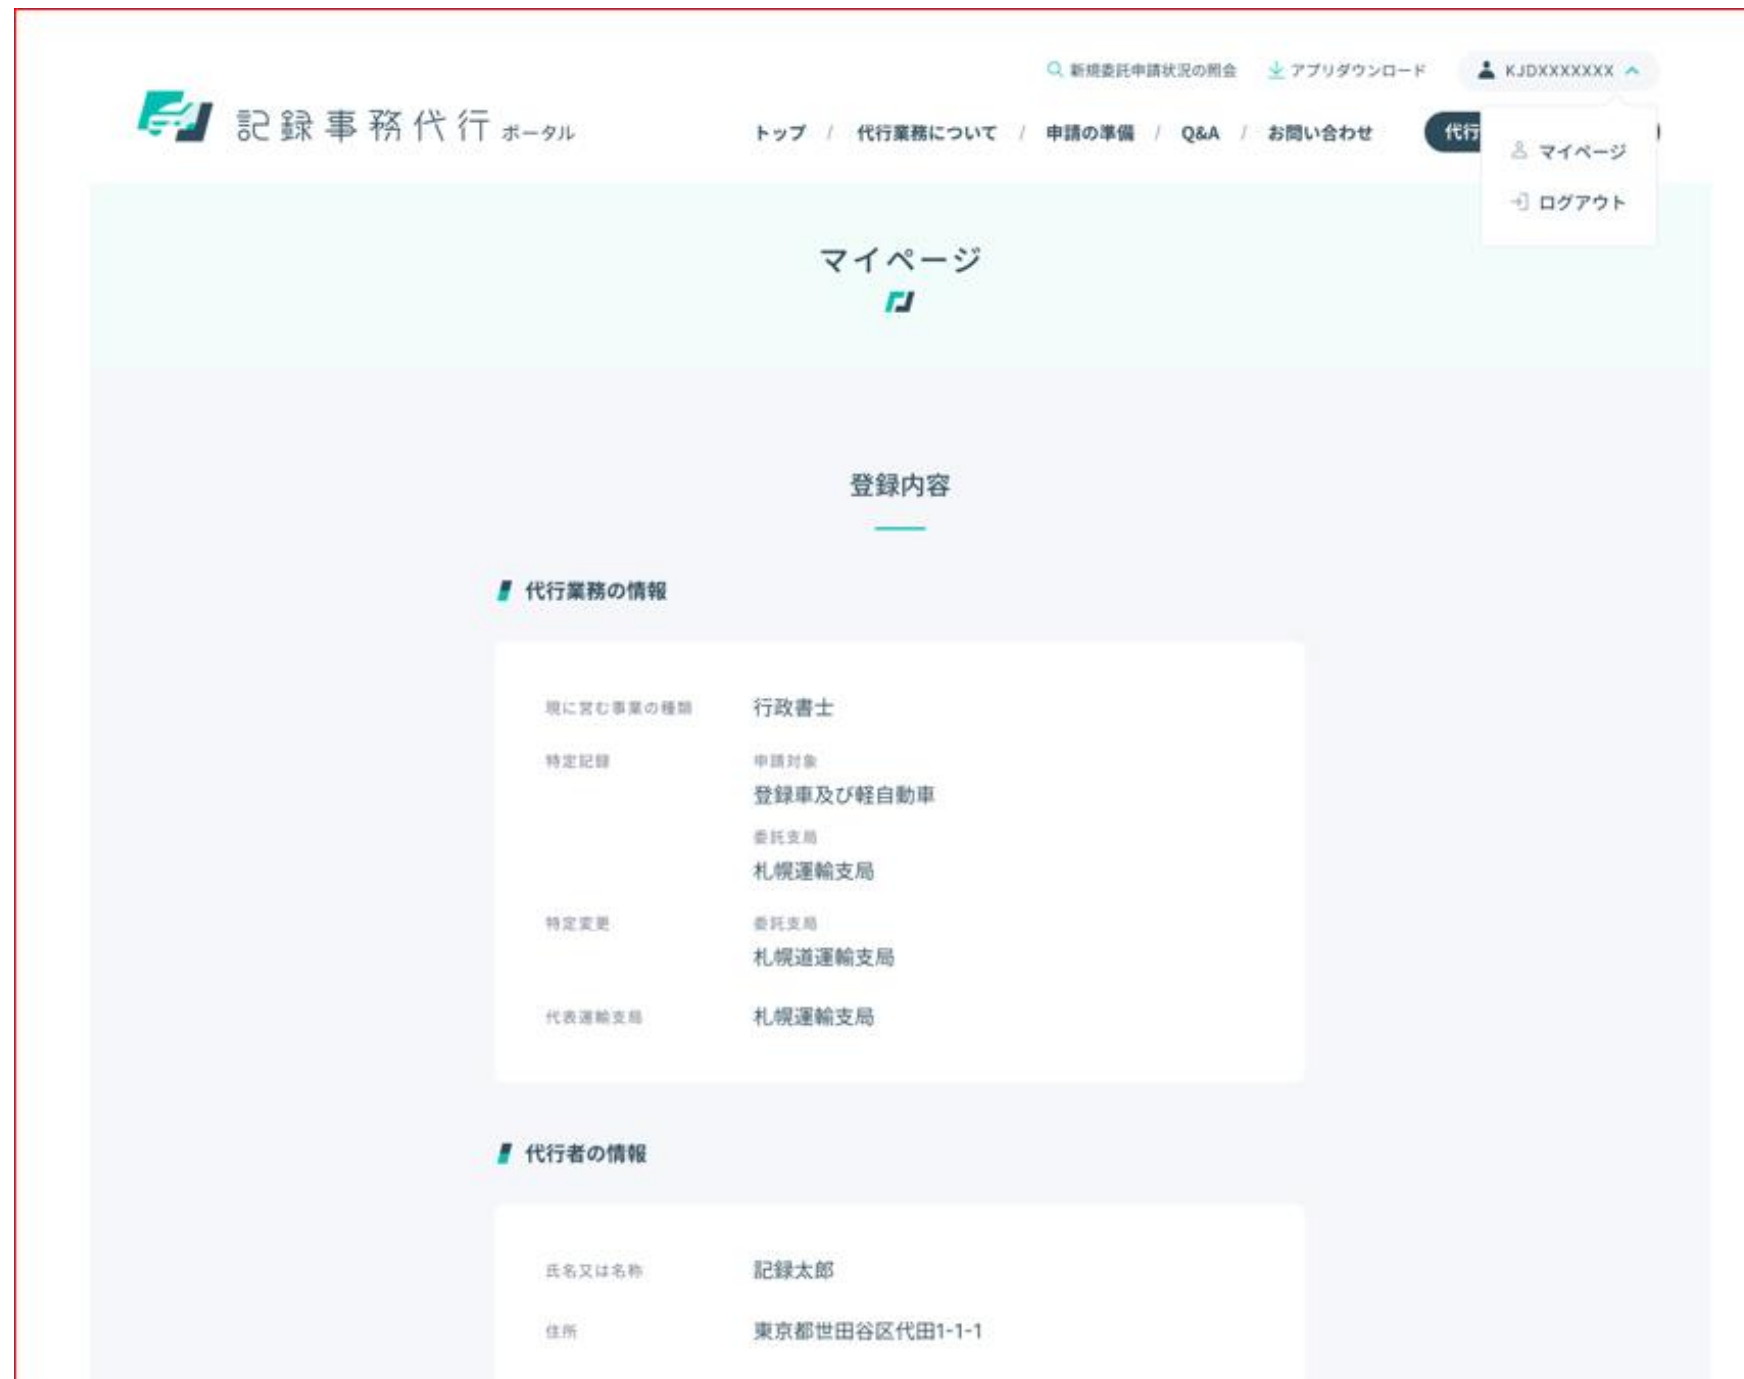 新規委託申請状況の照会 アプリダウンロード KJDXXXXXXX
記録事務代行 ポータル トップ / 代行業務について / 申請の準備 / Q&A / お問い合わせ 代行
マイページ
ログアウト
マイページ
登録内容
代行業務の情報
現に営む事業の種類 行政書士
特定記録 申請対象
登録車及び軽自動車
委託支局
札幌運輸支局
特定変更 委託支局
札幌道運輸支局
代表運輸支局 札幌運輸支局
代行者の情報
氏名又は名称 記録太郎
住所 東京都世田谷区代田1-1-1